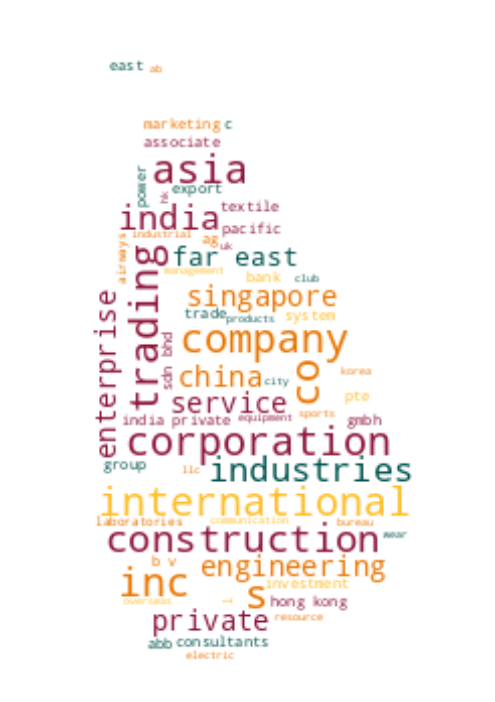 east ab
marketing c
associate
asia
power
hk
export
india
textile
industrial
pacific
ag
uk
airways
trading
far east
management
bank
club
enterprise
singapore
trade
products
system
company
sdn bhd
co
korea
china
city
service
pte
sports
india private
equipment
gmbh
corporation
group
llc
industries
international
laboratories
communication
bureau
construction
wear
b v
engineering
inc
investment
s
overseas
l
hong kong
private
resource
abb
consultants
electric